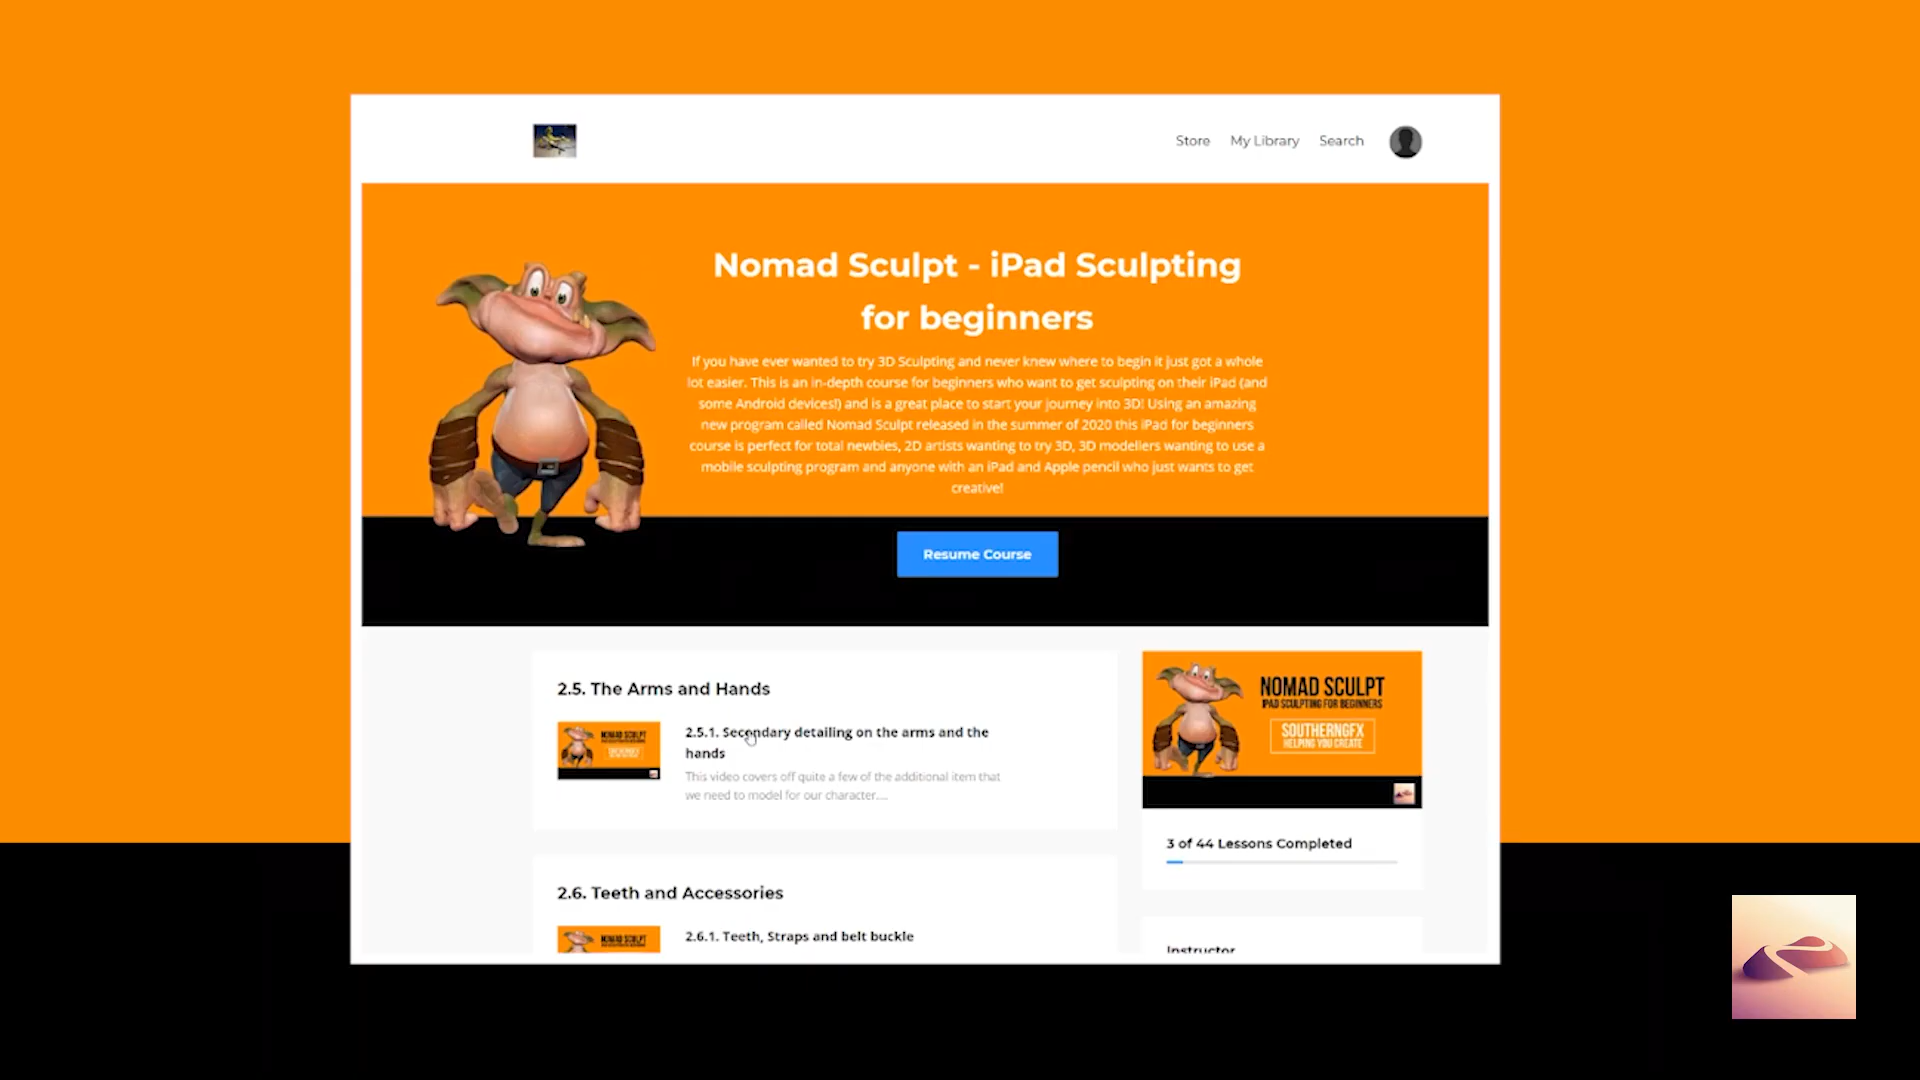 Store My Library Search
Nomad Sculpt - iPad Sculpting
for beginners
If you have ever wanted to try 3D Sculpting and never knew where to begin it just got a whole
lot easier. This is an in-depth course for beginners who want to get sculpting on their iPad (and
some Android devices!) and is a great place to start your journey into 3D! Using an amazing
new program called Nomad Sculpt released in the summer of 2020 this iPad for beginners
course is perfect for total newbies, 2D artists wanting to try 3D, 3D modellers wanting to use a
mobile sculpting program and anyone with an iPad and Apple pencil who just wants to get
creative!
Resume Course
2.5. The Arms and Hands
NOMAD SCULPT
2.5.1. Secondary detailing on the arms and the
hands
This video covers off quite a few of the additional item that
we need to model for our character....
2.6. Teeth and Accessories
NOMAD SCULPT
2.6.1. Teeth, Straps and belt buckle
NOMAD SCULPT
IPAD SCULPTING FOR BEGINNERS
SOUTHERNGFX
HELPING YOU CREATE
3 of 44 Lessons Completed
Instructor